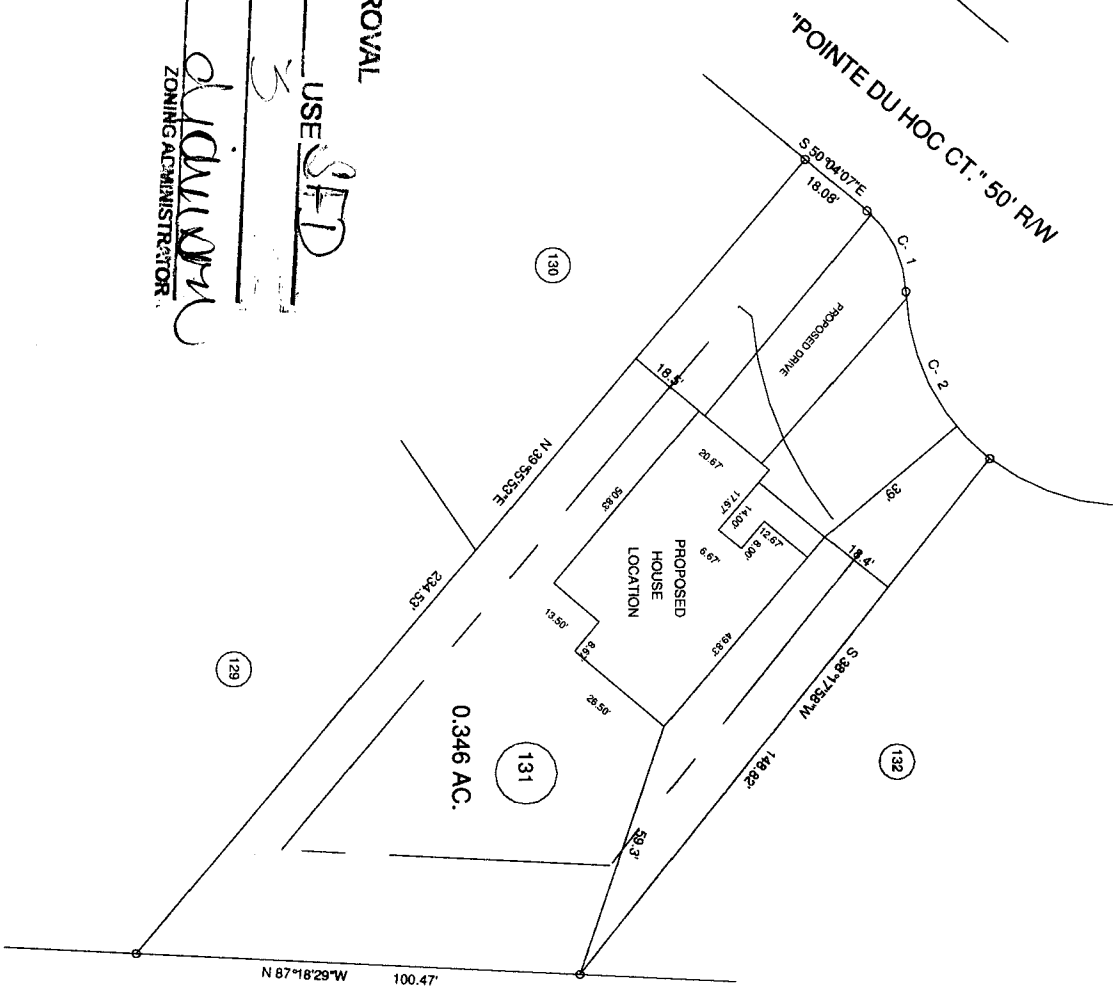 ROVAL
USE SFD
3
ZONING ADMINISTRATOR
"POINTE DU HOC CT." 50' R/W
S 50°04'07"E
18.08'
C- 1
C- 2
130
PROPOSED DRIVE
18.5'
39'
18.4'
20.67'
17.67'
14.00'
8.00'
12.67'
6.67'
50.83'
PROPOSED
HOUSE
LOCATION
49.83'
13.50'
8.67'
26.50'
N 39°55'53"E
234.53'
S 38°17'58"W
148.82'
129
132
131
0.346 AC.
59.3'
N 87°18'29"W 100.47'